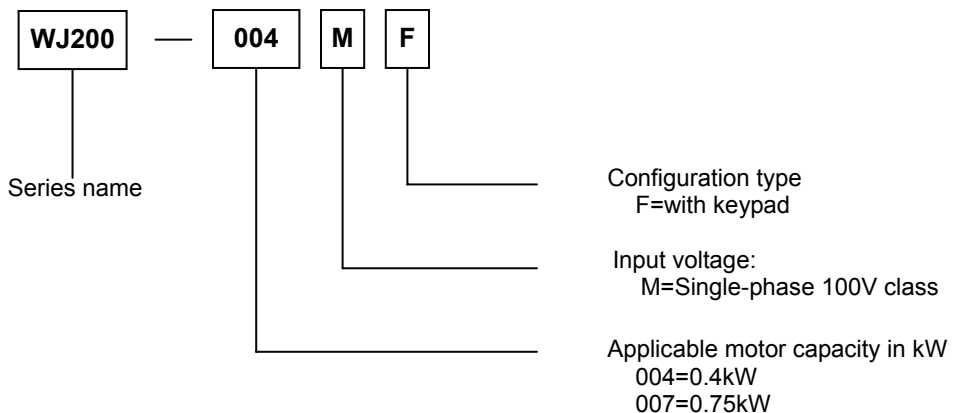 WJ200 — 004 M F
Series name
Configuration type
F=with keypad
Input voltage:
M=Single-phase 100V class
Applicable motor capacity in kW
004=0.4kW
007=0.75kW